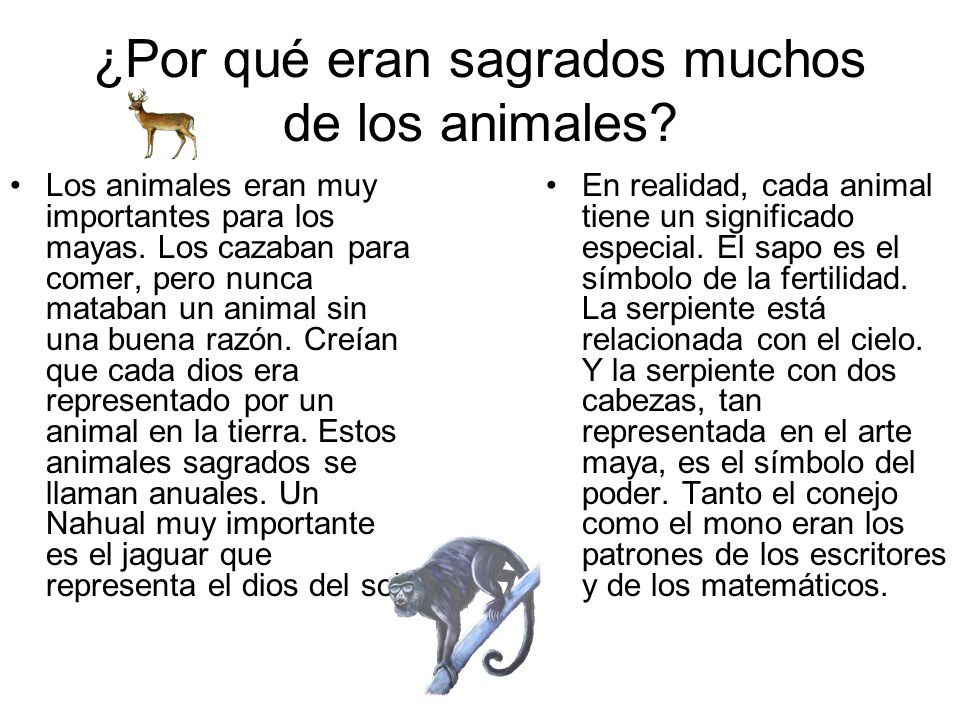 ¿Por qué eran sagrados muchos
de los animales?
• Los animales eran muy
importantes para los
mayas. Los cazaban para
comer, pero nunca
mataban un animal sin
una buena razón. Creían
que cada dios era
representado por un
animal en la tierra. Estos
animales sagrados se
llaman anuales. Un
Nahual muy importante
es el jaguar que
representa el dios del sol
• En realidad, cada animal
tiene un significado
especial. El sapo es el
símbolo de la fertilidad.
La serpiente está
relacionada con el cielo.
Y la serpiente con dos
cabezas, tan
representada en el arte
maya, es el símbolo del
poder. Tanto el conejo
como el mono eran los
patrones de los escritores
y de los matemáticos.